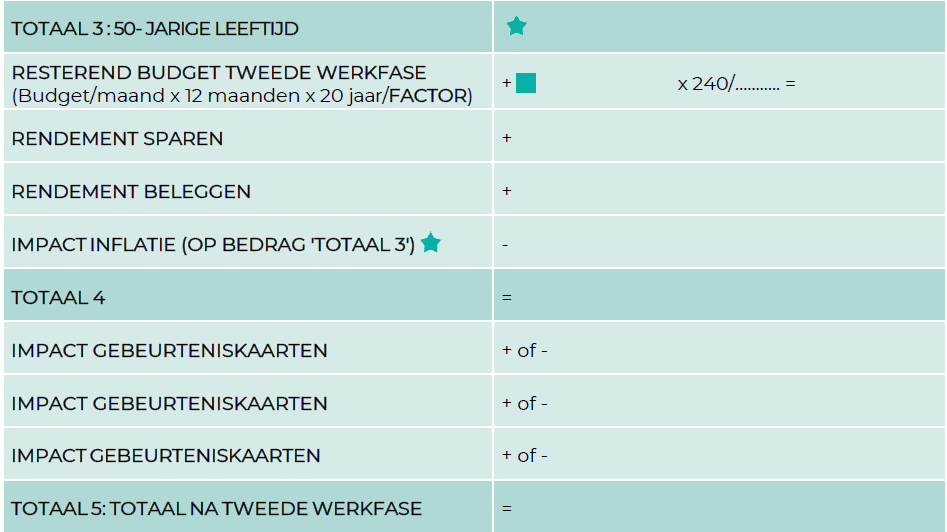 TOTAAL 3 : 50- JARIGE LEEFTIJD
RESTEREND BUDGET TWEEDE WERKFASE
(Budget/maand x 12 maanden x 20 jaar/FACTOR)
+ x 240/........... =
RENDEMENT SPAREN +
RENDEMENT BELEGGEN +
IMPACT INFLATIE (OP BEDRAG 'TOTAAL 3') -
TOTAAL 4 =
IMPACT GEBEURTENISKAARTEN + of -
IMPACT GEBEURTENISKAARTEN + of -
IMPACT GEBEURTENISKAARTEN + of -
TOTAAL 5: TOTAAL NA TWEEDE WERKFASE =